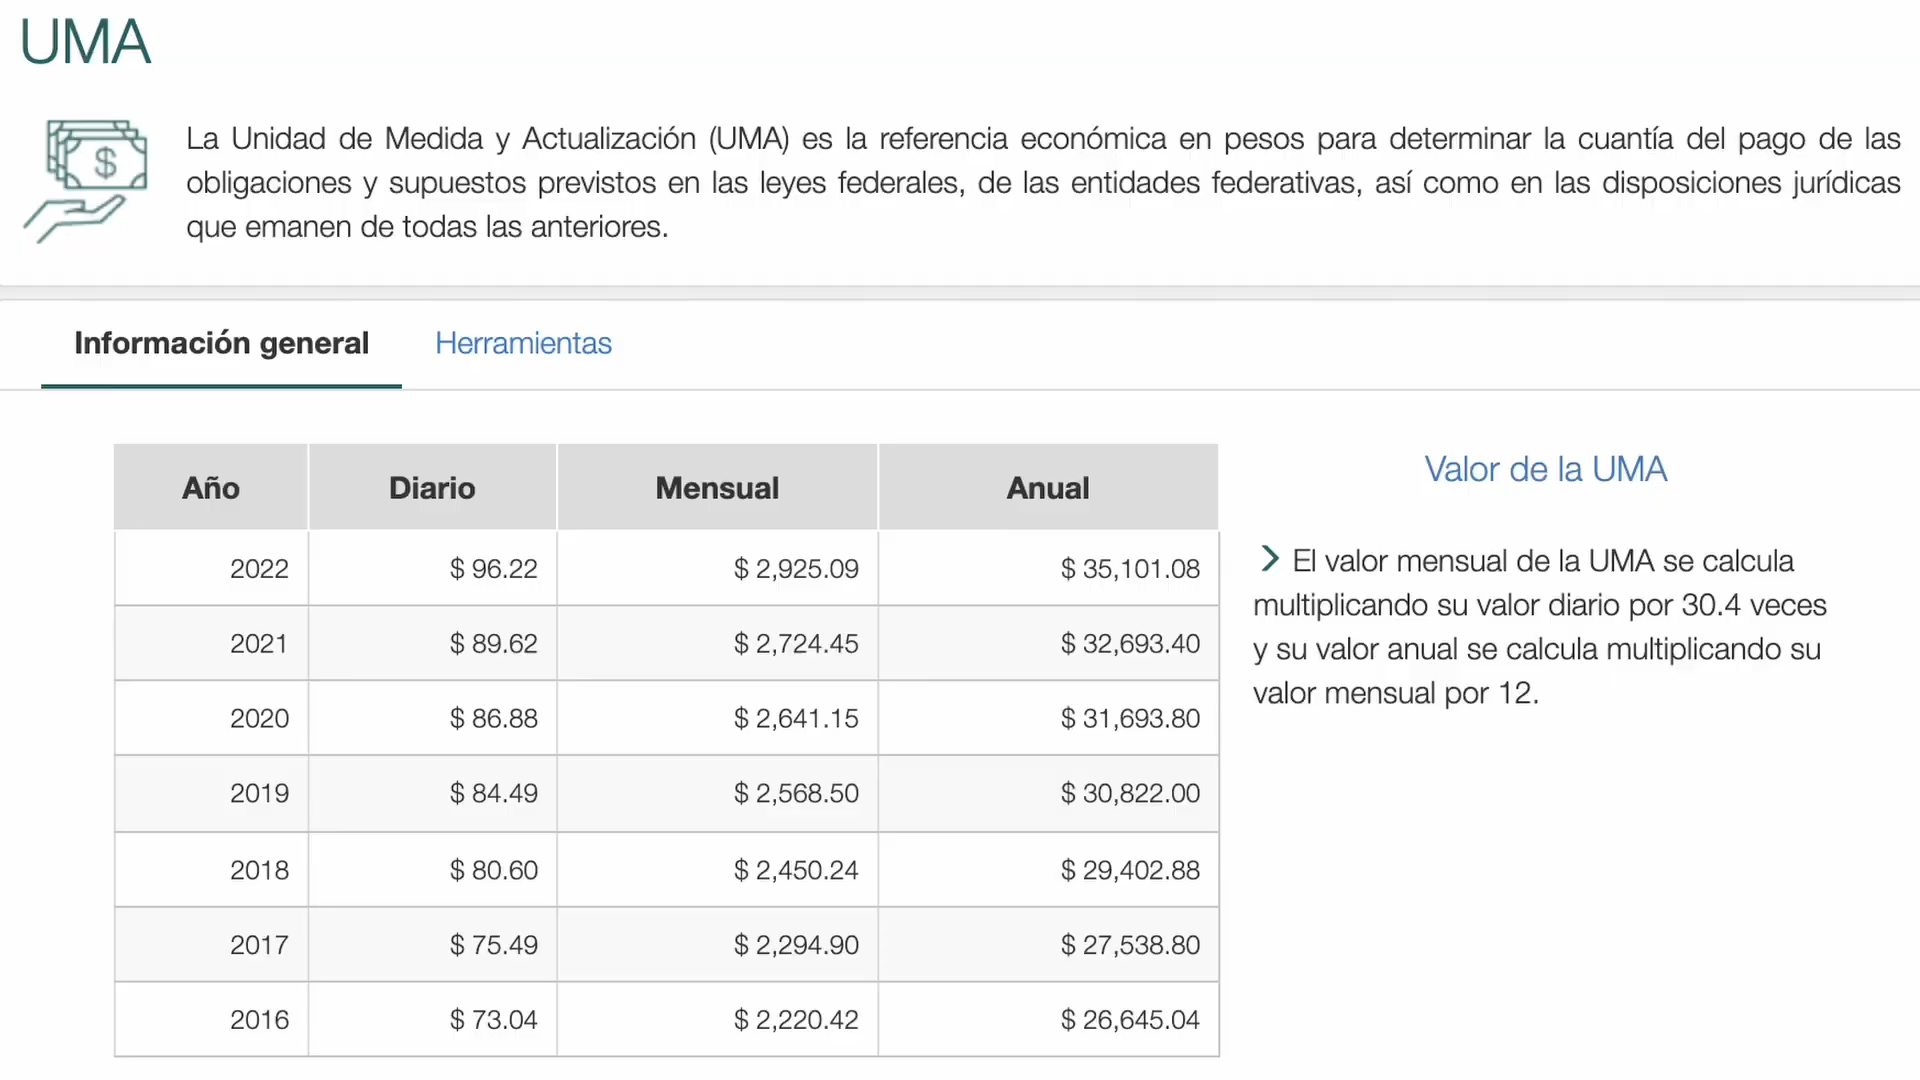 UMA
$
La Unidad de Medida y Actualización (UMA) es la referencia económica en pesos para determinar la cuantía del pago de las
obligaciones y supuestos previstos en las leyes federales, de las entidades federativas, así como en las disposiciones jurídicas
que emanen de todas las anteriores.
Información general Herramientas
Año Diario Mensual Anual
2022 $ 96.22 $ 2,925.09 $ 35,101.08
2021 $ 89.62 $ 2,724.45 $ 32,693.40
2020 $ 86.88 $ 2,641.15 $ 31,693.80
2019 $ 84.49 $ 2,568.50 $ 30,822.00
2018 $ 80.60 $ 2,450.24 $ 29,402.88
2017 $ 75.49 $ 2,294.90 $ 27,538.80
2016 $ 73.04 $ 2,220.42 $ 26,645.04
Valor de la UMA
El valor mensual de la UMA se calcula
multiplicando su valor diario por 30.4 veces
y su valor anual se calcula multiplicando su
valor mensual por 12.